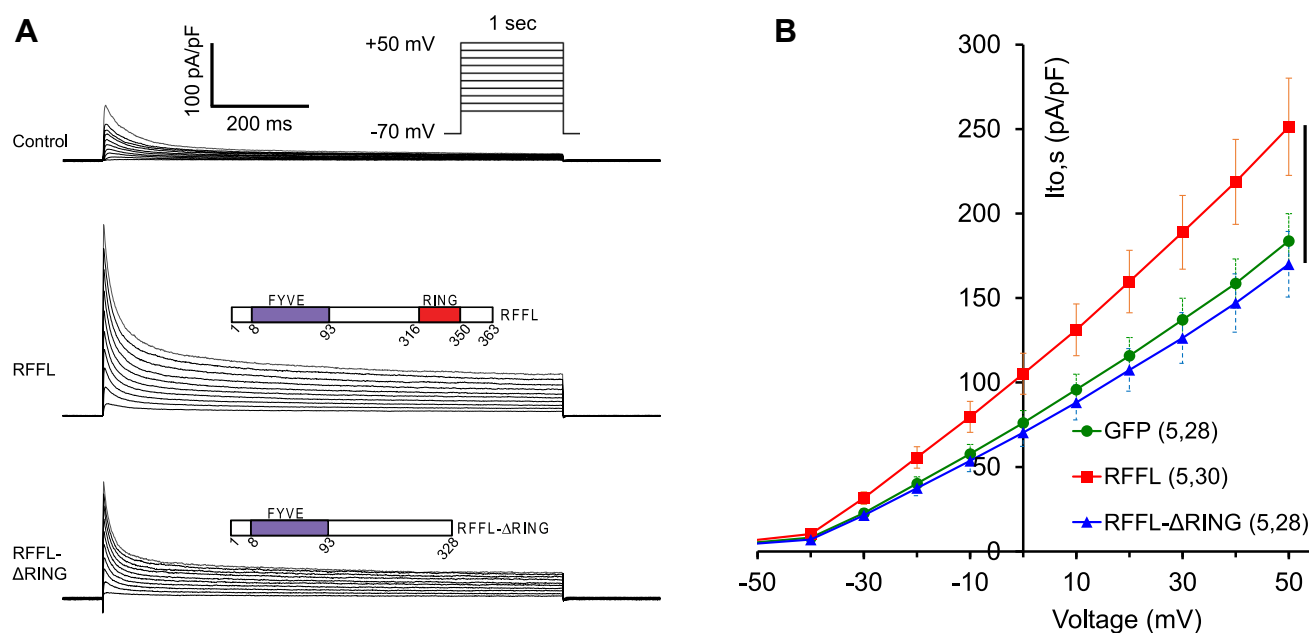 A
100 pA/pF
200 ms
1 sec
+50 mV
-70 mV
Control
RFFL
FYVE
RING
RFFL
1
8
93
316
350
363
RFFL-
ΔRING
FYVE
RFFL-ΔRING
1
8
93
328
B
300
250
200
150
100
50
0
Ito,s (pA/pF)
GFP (5,28)
RFFL (5,30)
RFFL-ΔRING (5,28)
-50
-30
-10
10
30
50
Voltage (mV)